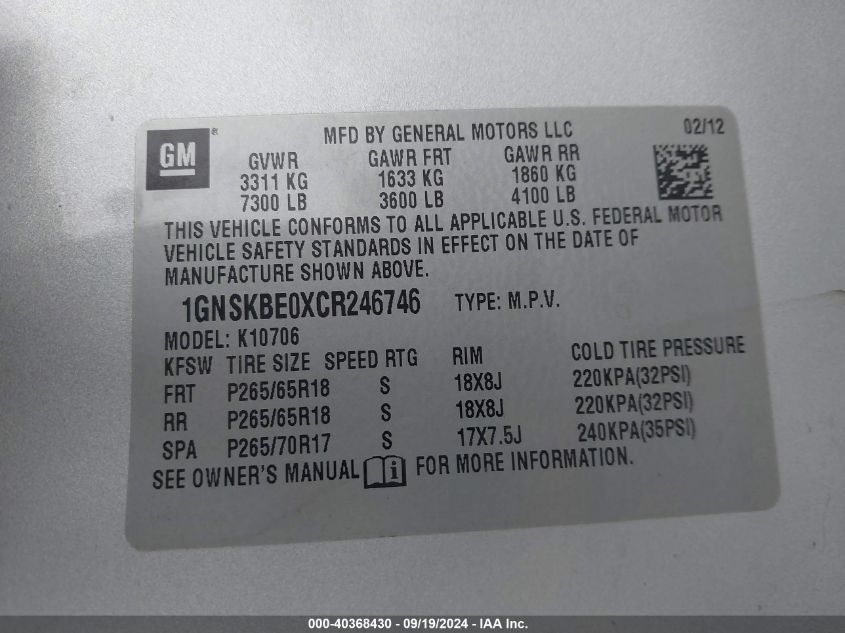 GM ®
MFD BY GENERAL MOTORS LLC 02/12
GVWR GAWR FRT GAWR RR
3311 KG 1633 KG 1860 KG
7300 LB 3600 LB 4100 LB
THIS VEHICLE CONFORMS TO ALL APPLICABLE U.S. FEDERAL MOTOR
VEHICLE SAFETY STANDARDS IN EFFECT ON THE DATE OF
MANUFACTURE SHOWN ABOVE.
1GNSKBE0XCR246746 TYPE: M.P.V.
MODEL: K10706
KFSW TIRE SIZE SPEED RTG RIM COLD TIRE PRESSURE
FRT P265/65R18 S 18X8J 220KPA(32PSI)
RR P265/65R18 S 18X8J 220KPA(32PSI)
SPA P265/70R17 S 17X7.5J 240KPA(35PSI)
SEE OWNER'S MANUAL i FOR MORE INFORMATION.
000-40368430 - 09/19/2024 - IAA Inc.